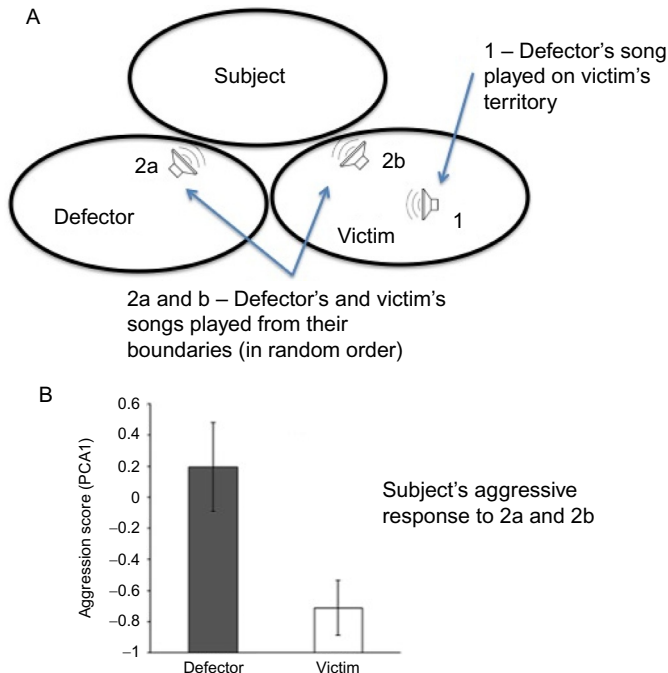 A
Subject
1 – Defector's song
played on victim's
territory
2a
2b
Defector
Victim
1
2a and b – Defector's and victim's
songs played from their
boundaries (in random order)
B
Aggression score (PCA1)
0.6
0.4
0.2
0
–0.2
–0.4
–0.6
–0.8
–1
Defector
Victim
Subject's aggressive
response to 2a and 2b